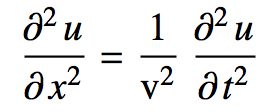 ∂²u/∂x² = 1/v² ∂²u/∂t²